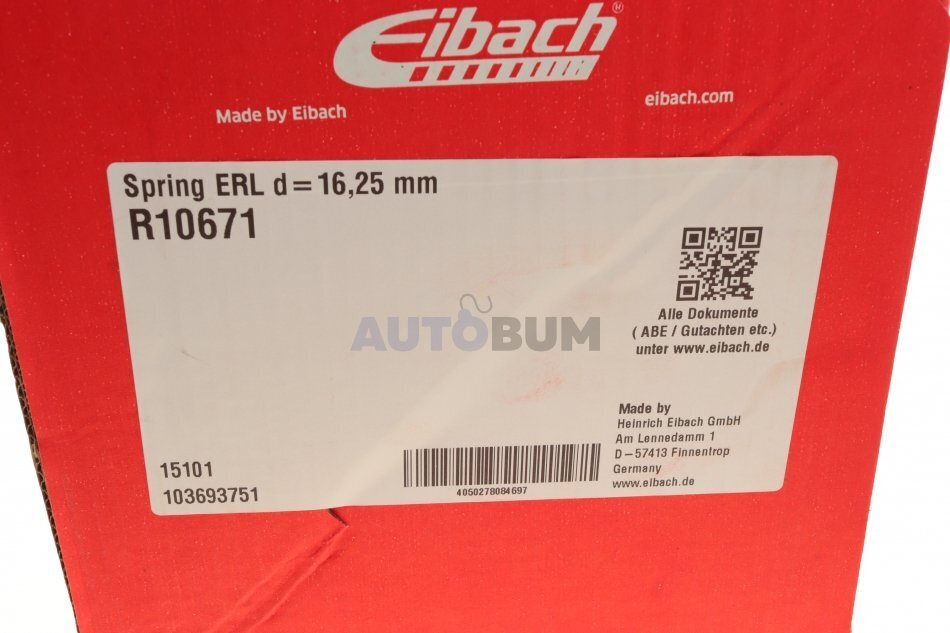 Eibach®
Made by Eibach
eibach.com
Spring ERL d=16,25 mm
R10671
Alle Dokumente
( ABE / Gutachten etc.)
unter www.eibach.de
AUTOBUM
Made by
Heinrich Eibach GmbH
Am Lennedamm 1
D-57413 Finnentrop
Germany
www.eibach.de
15101
103693751
4050278084697